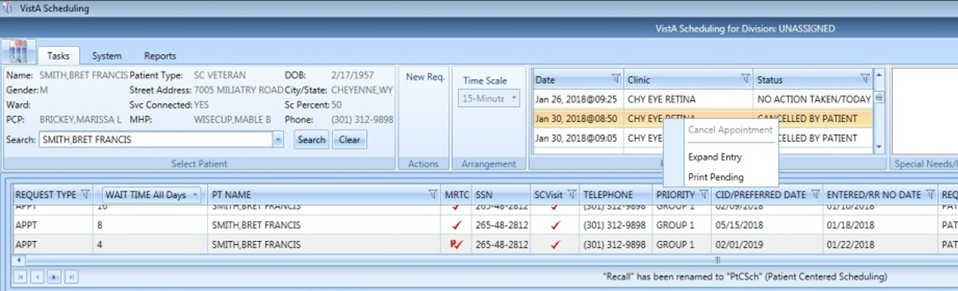 VistA Scheduling
VistA Scheduling for Division: UNASSIGNED
Tasks System Reports
Name: SMITH,BRET FRANCIS Patient Type: SC VETERAN DOB: 2/17/1957
Gender: M Street Address: 7005 MILIATRY ROAD City/State: CHEYENNE,WY
Ward: Svc Connected: YES Sc Percent: 50
PCP: BRICKEY,MARISSA L MHP: WISECUP,MABLE B Phone: (301) 312-9898
Search: SMITH,BRET FRANCIS Search Clear
Select Patient
New Req.
Actions
Time Scale
15-Minute
Arrangement
Date Clinic Status
Jan 26, 2018@09:25 CHY EYE RETINA NO ACTION TAKEN/TODAY
Jan 30, 2018@08:50 CHY EYE RETINA CANCELLED BY PATIENT
Jan 30, 2018@09:05 CHY EYE CANCELLED BY PATIENT
Cancel Appointment
Expand Entry
Print Pending
Special Needs/
REQUEST TYPE WAIT TIME All Days PT NAME MRTC SSN SCVisit TELEPHONE PRIORITY CID/PREFERRED DATE ENTERED/RR NO DATE REQ
APPT 16 SMITH,BRET FRANCIS 265-48-2812 (301) 312-9898 GROUP 1 02/09/2018 01/10/2018 PAT
APPT 8 SMITH,BRET FRANCIS 265-48-2812 (301) 312-9898 GROUP 1 05/15/2018 01/18/2018 PAT
APPT 4 SMITH,BRET FRANCIS P 265-48-2812 (301) 312-9898 GROUP 1 02/01/2019 01/22/2018 PAT
"Recall" has been renamed to "PtCSch" (Patient Centered Scheduling)